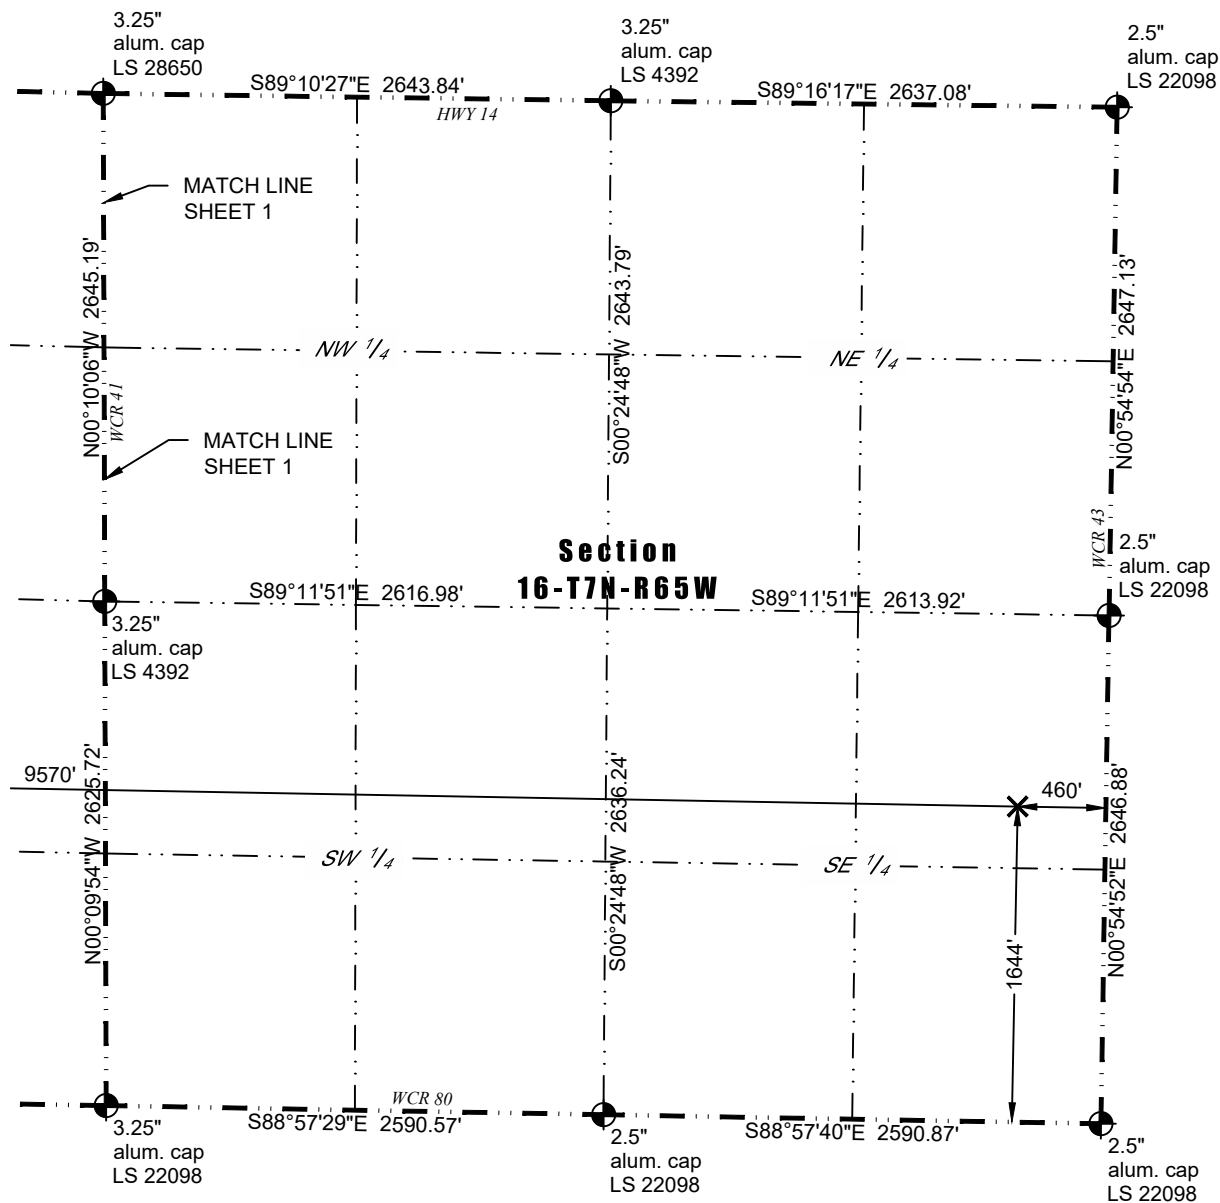 3.25"
alum. cap
LS 28650
3.25"
alum. cap
LS 4392
2.5"
alum. cap
LS 22098
S89°10'27"E 2643.84'
HWY 14
S89°16'17"E 2637.08'
MATCH LINE
SHEET 1
N00°10'06"W 2645.19'
WCR 41
S00°24'48"W 2643.79'
N00°54'54"E 2647.13'
NW 1/4
NE 1/4
MATCH LINE
SHEET 1
WCR 43
Section
16-T7N-R65W
2.5"
alum. cap
LS 22098
S89°11'51"E 2616.98'
S89°11'51"E 2613.92'
3.25"
alum. cap
LS 4392
9570'
460'
N00°09'54"W 2625.72'
S00°24'48"W 2636.24'
N00°54'52"E 2646.88'
SW 1/4
SE 1/4
1644'
WCR 80
S88°57'29"E 2590.57'
S88°57'40"E 2590.87'
3.25"
alum. cap
LS 22098
2.5"
alum. cap
LS 22098
2.5"
alum. cap
LS 22098